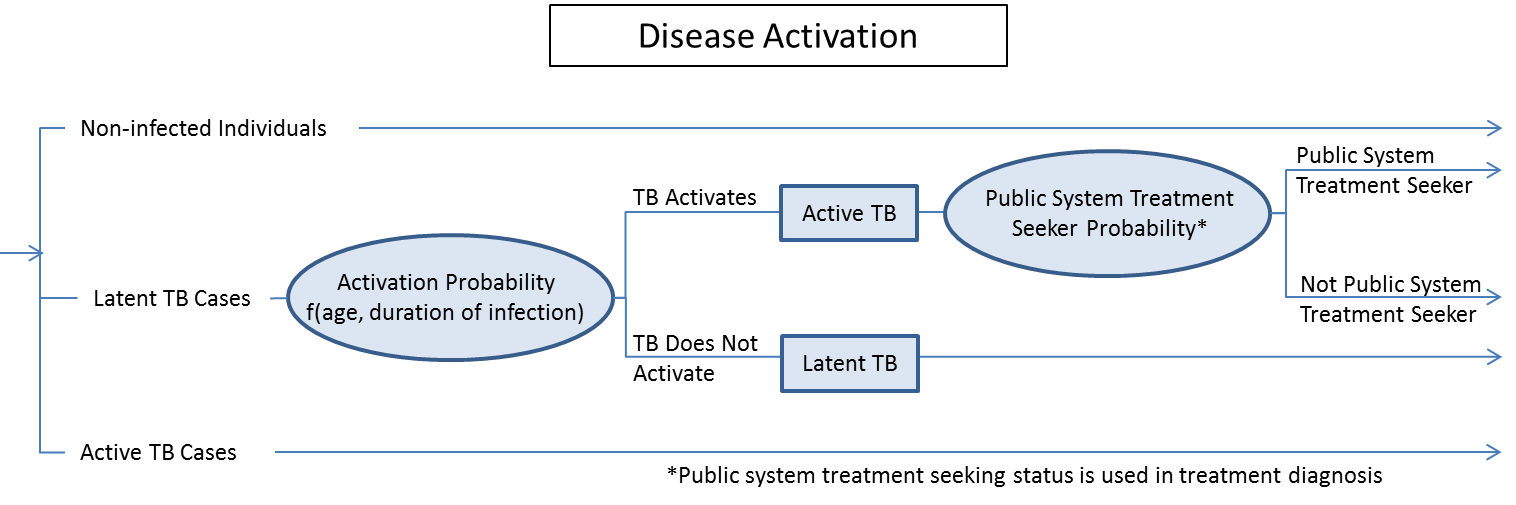 Disease Activation
Non-infected Individuals
Public System
Treatment Seeker
TB Activates
Active TB
Public System Treatment
Seeker Probability*
Activation Probability
f(age, duration of infection)
Latent TB Cases
Not Public System
Treatment Seeker
TB Does Not
Activate
Latent TB
Active TB Cases
*Public system treatment seeking status is used in treatment diagnosis